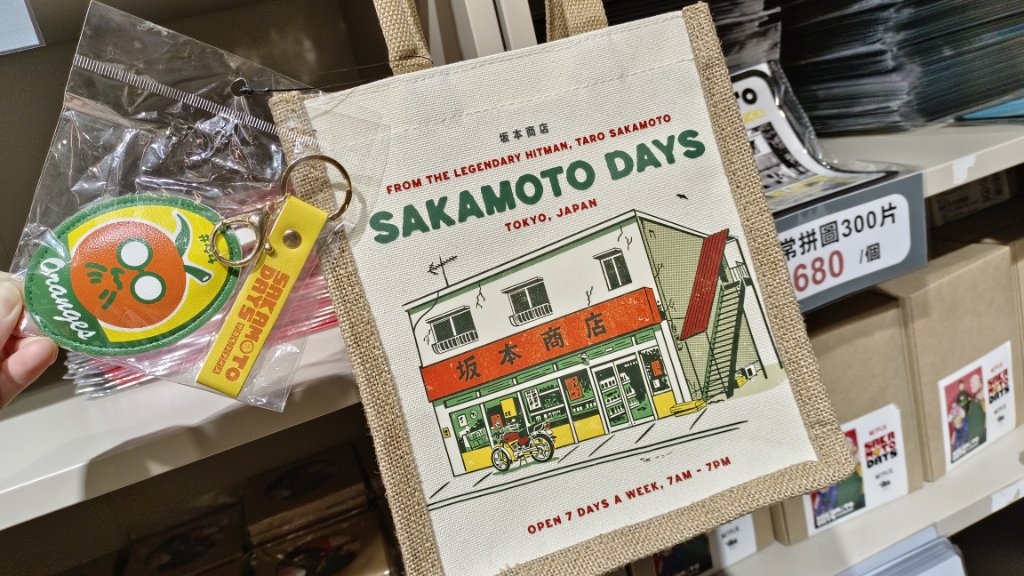 坂本商店
FROM THE LEGENDARY HITMAN, TARO SAKAMOTO
SAKAMOTO DAYS
TOKYO, JAPAN
坂本商店
OPEN 7 DAYS A WEEK, 7AM - 7PM
Oranges
SAKAMOTO
DAYS
常拼圖300片
680 /個
NETFLIX
SAKA
MOTO
DAYS